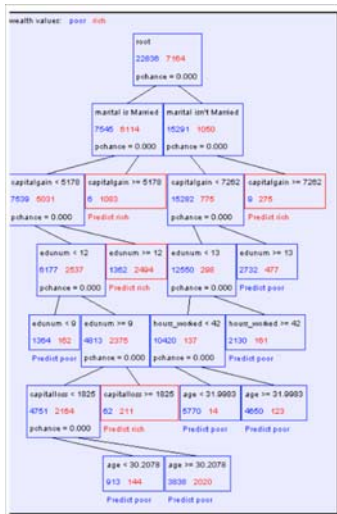 wealth values: poor rich
root
22836 7164
pchance = 0.000
marital is Married
7545 6114
pchance = 0.000
marital isn't Married
15291 1050
pchance = 0.000
capitalgain < 5178
7539 5031
pchance = 0.000
capitalgain >= 5178
6 1083
Predict rich
capitalgain < 7262
15282 775
pchance = 0.000
capitalgain >= 7262
9 275
Predict rich
edunum < 12
6177 2537
pchance = 0.000
edunum >= 12
1362 2494
Predict rich
edunum < 13
12550 298
pchance = 0.000
edunum >= 13
2732 477
Predict poor
edunum < 9
1364 162
Predict poor
edunum >= 9
4813 2375
pchance = 0.000
hours_worked < 42
10420 137
pchance = 0.000
hours_worked >= 42
2130 161
Predict poor
capitalloss < 1825
4751 2164
pchance = 0.000
capitalloss >= 1825
62 211
Predict rich
age < 31.9983
5770 14
Predict poor
age >= 31.9983
4650 123
Predict poor
age < 30.2078
913 144
Predict poor
age >= 30.2078
3838 2020
Predict poor